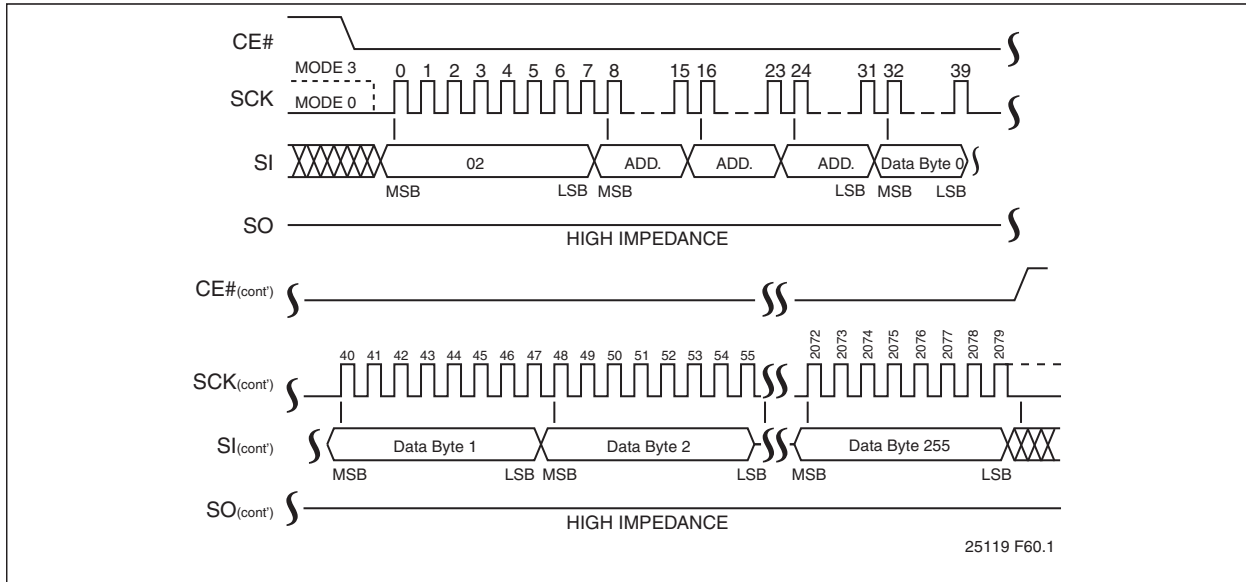 CE#
MODE 3
0 1 2 3 4 5 6 7 8 15 16 23 24 31 32 39
SCK
MODE 0
SI
02
ADD.
ADD.
ADD.
Data Byte 0
MSB LSB MSB LSB MSB LSB
SO
HIGH IMPEDANCE
CE#(cont')
40 41 42 43 44 45 46 47 48 49 50 51 52 53 54 55 2072 2073 2074 2075 2076 2077 2078 2079
SCK(cont')
SI(cont')
Data Byte 1
Data Byte 2
Data Byte 255
MSB LSB MSB LSB MSB LSB
SO(cont')
HIGH IMPEDANCE
25119 F60.1